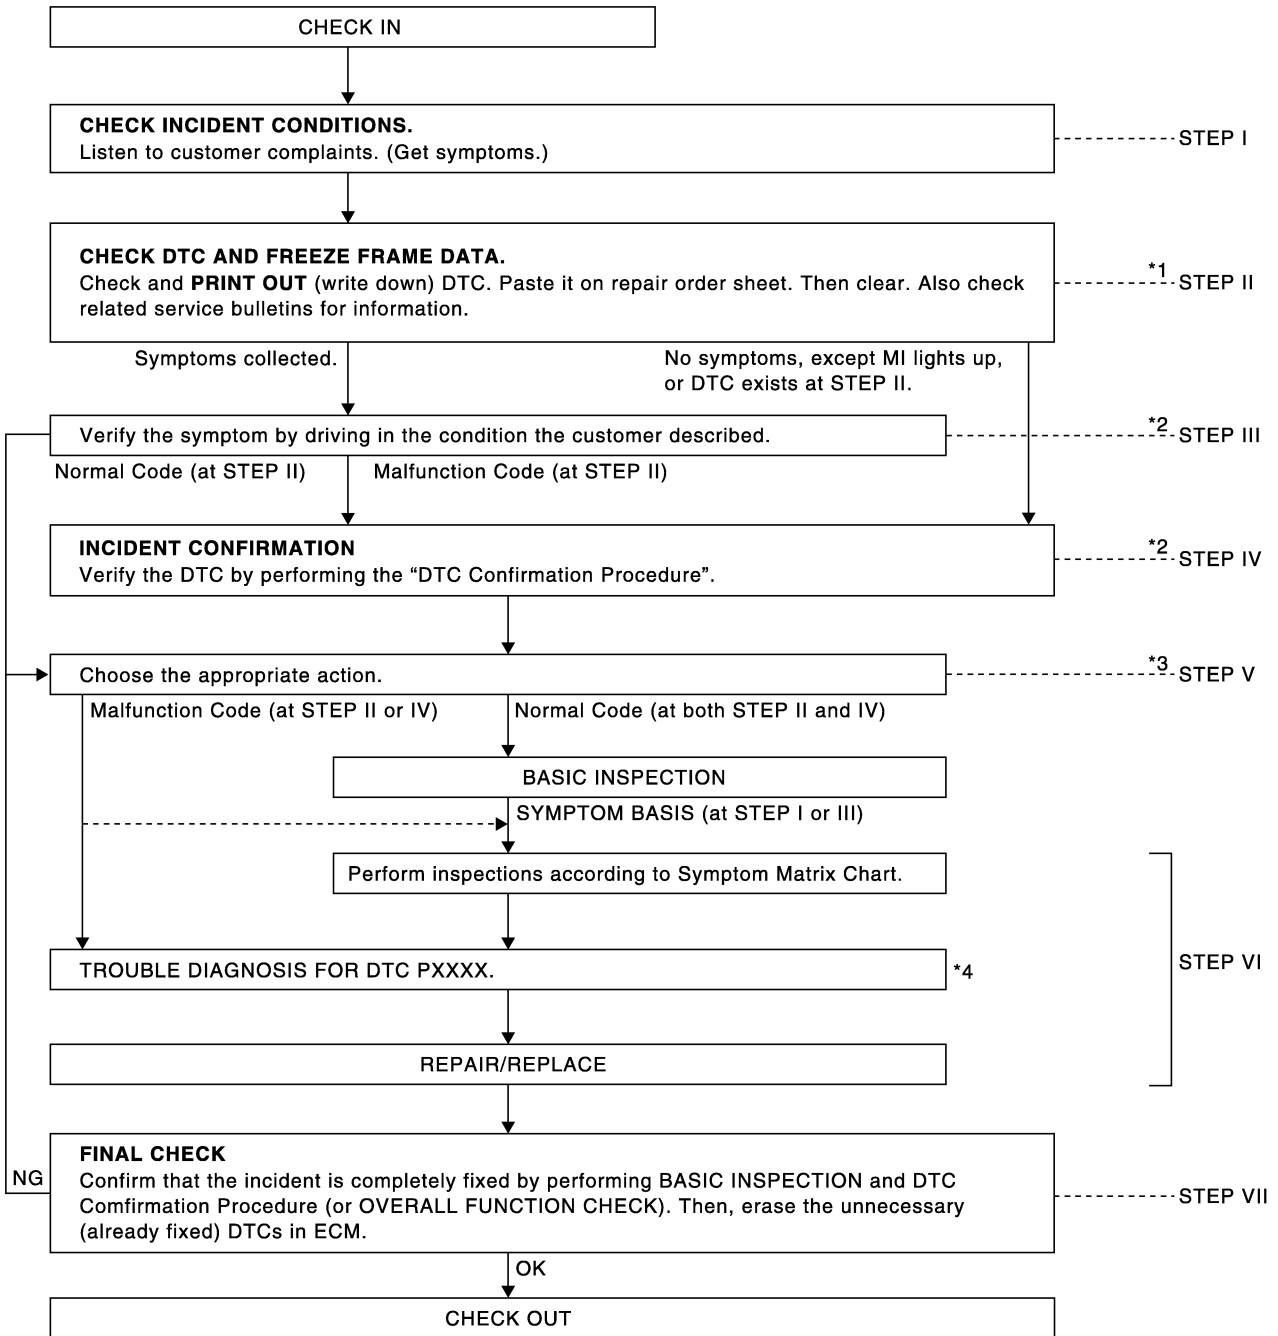 CHECK IN
CHECK INCIDENT CONDITIONS.
Listen to customer complaints. (Get symptoms.)
STEP I
CHECK DTC AND FREEZE FRAME DATA.
Check and PRINT OUT (write down) DTC. Paste it on repair order sheet. Then clear. Also check
related service bulletins for information.
*1
STEP II
Symptoms collected.
No symptoms, except MI lights up,
or DTC exists at STEP II.
Verify the symptom by driving in the condition the customer described.
*2
STEP III
Normal Code (at STEP II)
Malfunction Code (at STEP II)
INCIDENT CONFIRMATION
Verify the DTC by performing the “DTC Confirmation Procedure”.
*2
STEP IV
Choose the appropriate action.
*3
STEP V
Malfunction Code (at STEP II or IV)
Normal Code (at both STEP II and IV)
BASIC INSPECTION
SYMPTOM BASIS (at STEP I or III)
Perform inspections according to Symptom Matrix Chart.
STEP VI
TROUBLE DIAGNOSIS FOR DTC PXXXX.
*4
REPAIR/REPLACE
FINAL CHECK
Confirm that the incident is completely fixed by performing BASIC INSPECTION and DTC
Comfirmation Procedure (or OVERALL FUNCTION CHECK). Then, erase the unnecessary
(already fixed) DTCs in ECM.
NG
STEP VII
OK
CHECK OUT